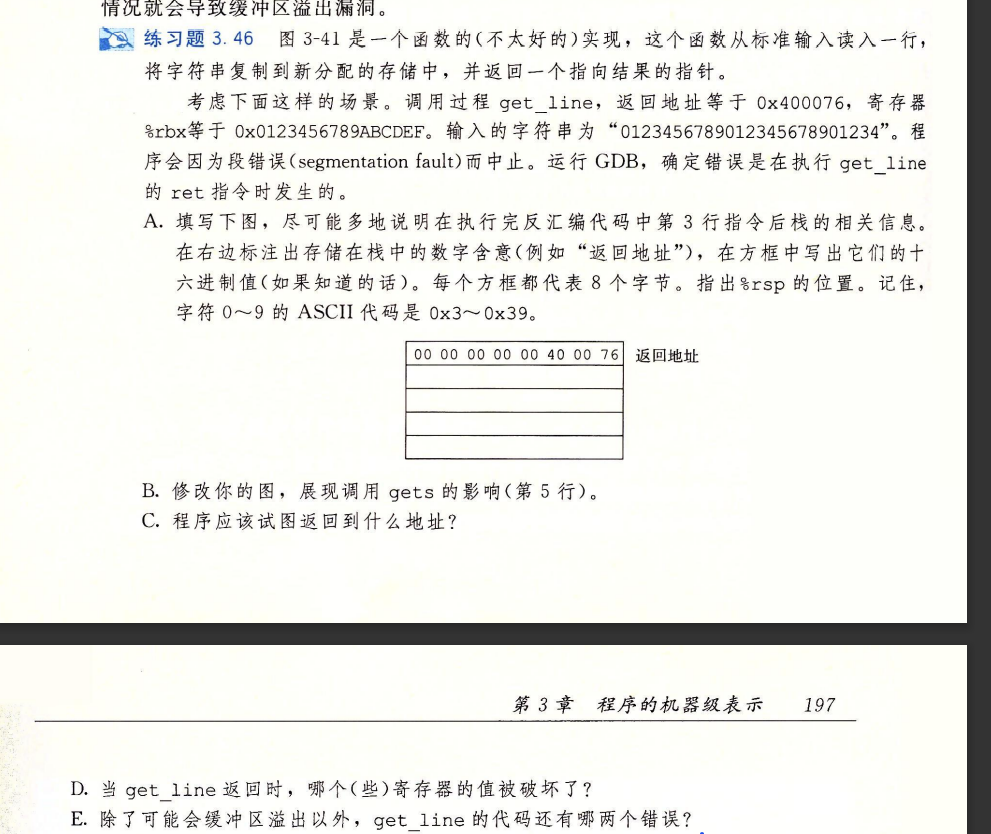 情况就会导致缓冲区溢出漏洞。
练习题 3.46 图 3-41 是一个函数的(不太好的)实现，这个函数从标准输入读入一行，
将字符串复制到新分配的存储中，并返回一个指向结果的指针。
考虑下面这样的场景。调用过程 get_line，返回地址等于 0x400076，寄存器
%rbx等于 0x0123456789ABCDEF。输入的字符串为“0123456789012345678901234”。程
序会因为段错误(segmentation fault)而中止。运行 GDB，确定错误是在执行 get_line
的 ret 指令时发生的。
A. 填写下图，尽可能多地说明在执行完反汇编代码中第 3 行指令后栈的相关信息。
在右边标注出存储在栈中的数字含意(例如“返回地址”)，在方框中写出它们的十
六进制值(如果知道的话)。每个方框都代表 8 个字节。指出%rsp 的位置。记住，
字符 0～9 的 ASCII 代码是 0x3～0x39。
00 00 00 00 00 40 00 76 返回地址
B. 修改你的图，展现调用 gets 的影响(第 5 行)。
C. 程序应该试图返回到什么地址?
第 3 章 程序的机器级表示 197
D. 当 get_line 返回时，哪个(些)寄存器的值被破坏了?
E. 除了可能会缓冲区溢出以外，get_line 的代码还有哪两个错误?